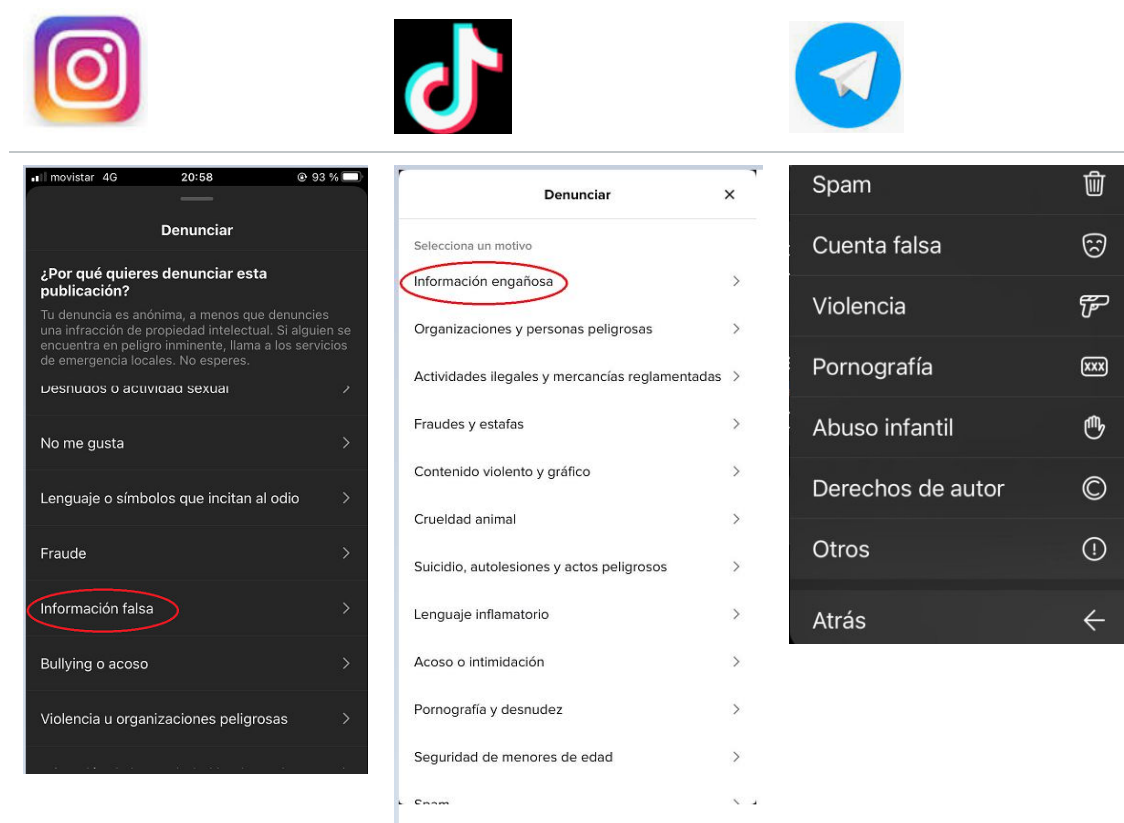 movistar 4G 20:58 93 %
Denunciar
¿Por qué quieres denunciar esta
publicación?
Tu denuncia es anónima, a menos que denuncies
una infracción de propiedad intelectual. Si alguien se
encuentra en peligro inminente, llama a los servicios
de emergencia locales. No esperes.
Desnudos o actividad sexual
No me gusta
Lenguaje o símbolos que incitan al odio
Fraude
Información falsa
Bullying o acoso
Violencia u organizaciones peligrosas
Denunciar
Selecciona un motivo
Información engañosa
Organizaciones y personas peligrosas
Actividades ilegales y mercancías reglamentadas
Fraudes y estafas
Contenido violento y gráfico
Crueldad animal
Suicidio, autolesiones y actos peligrosos
Lenguaje inflamatorio
Acoso o intimidación
Pornografía y desnudez
Seguridad de menores de edad
Spam
Spam
Cuenta falsa
Violencia
Pornografía
XXX
Abuso infantil
Derechos de autor
Otros
Atrás